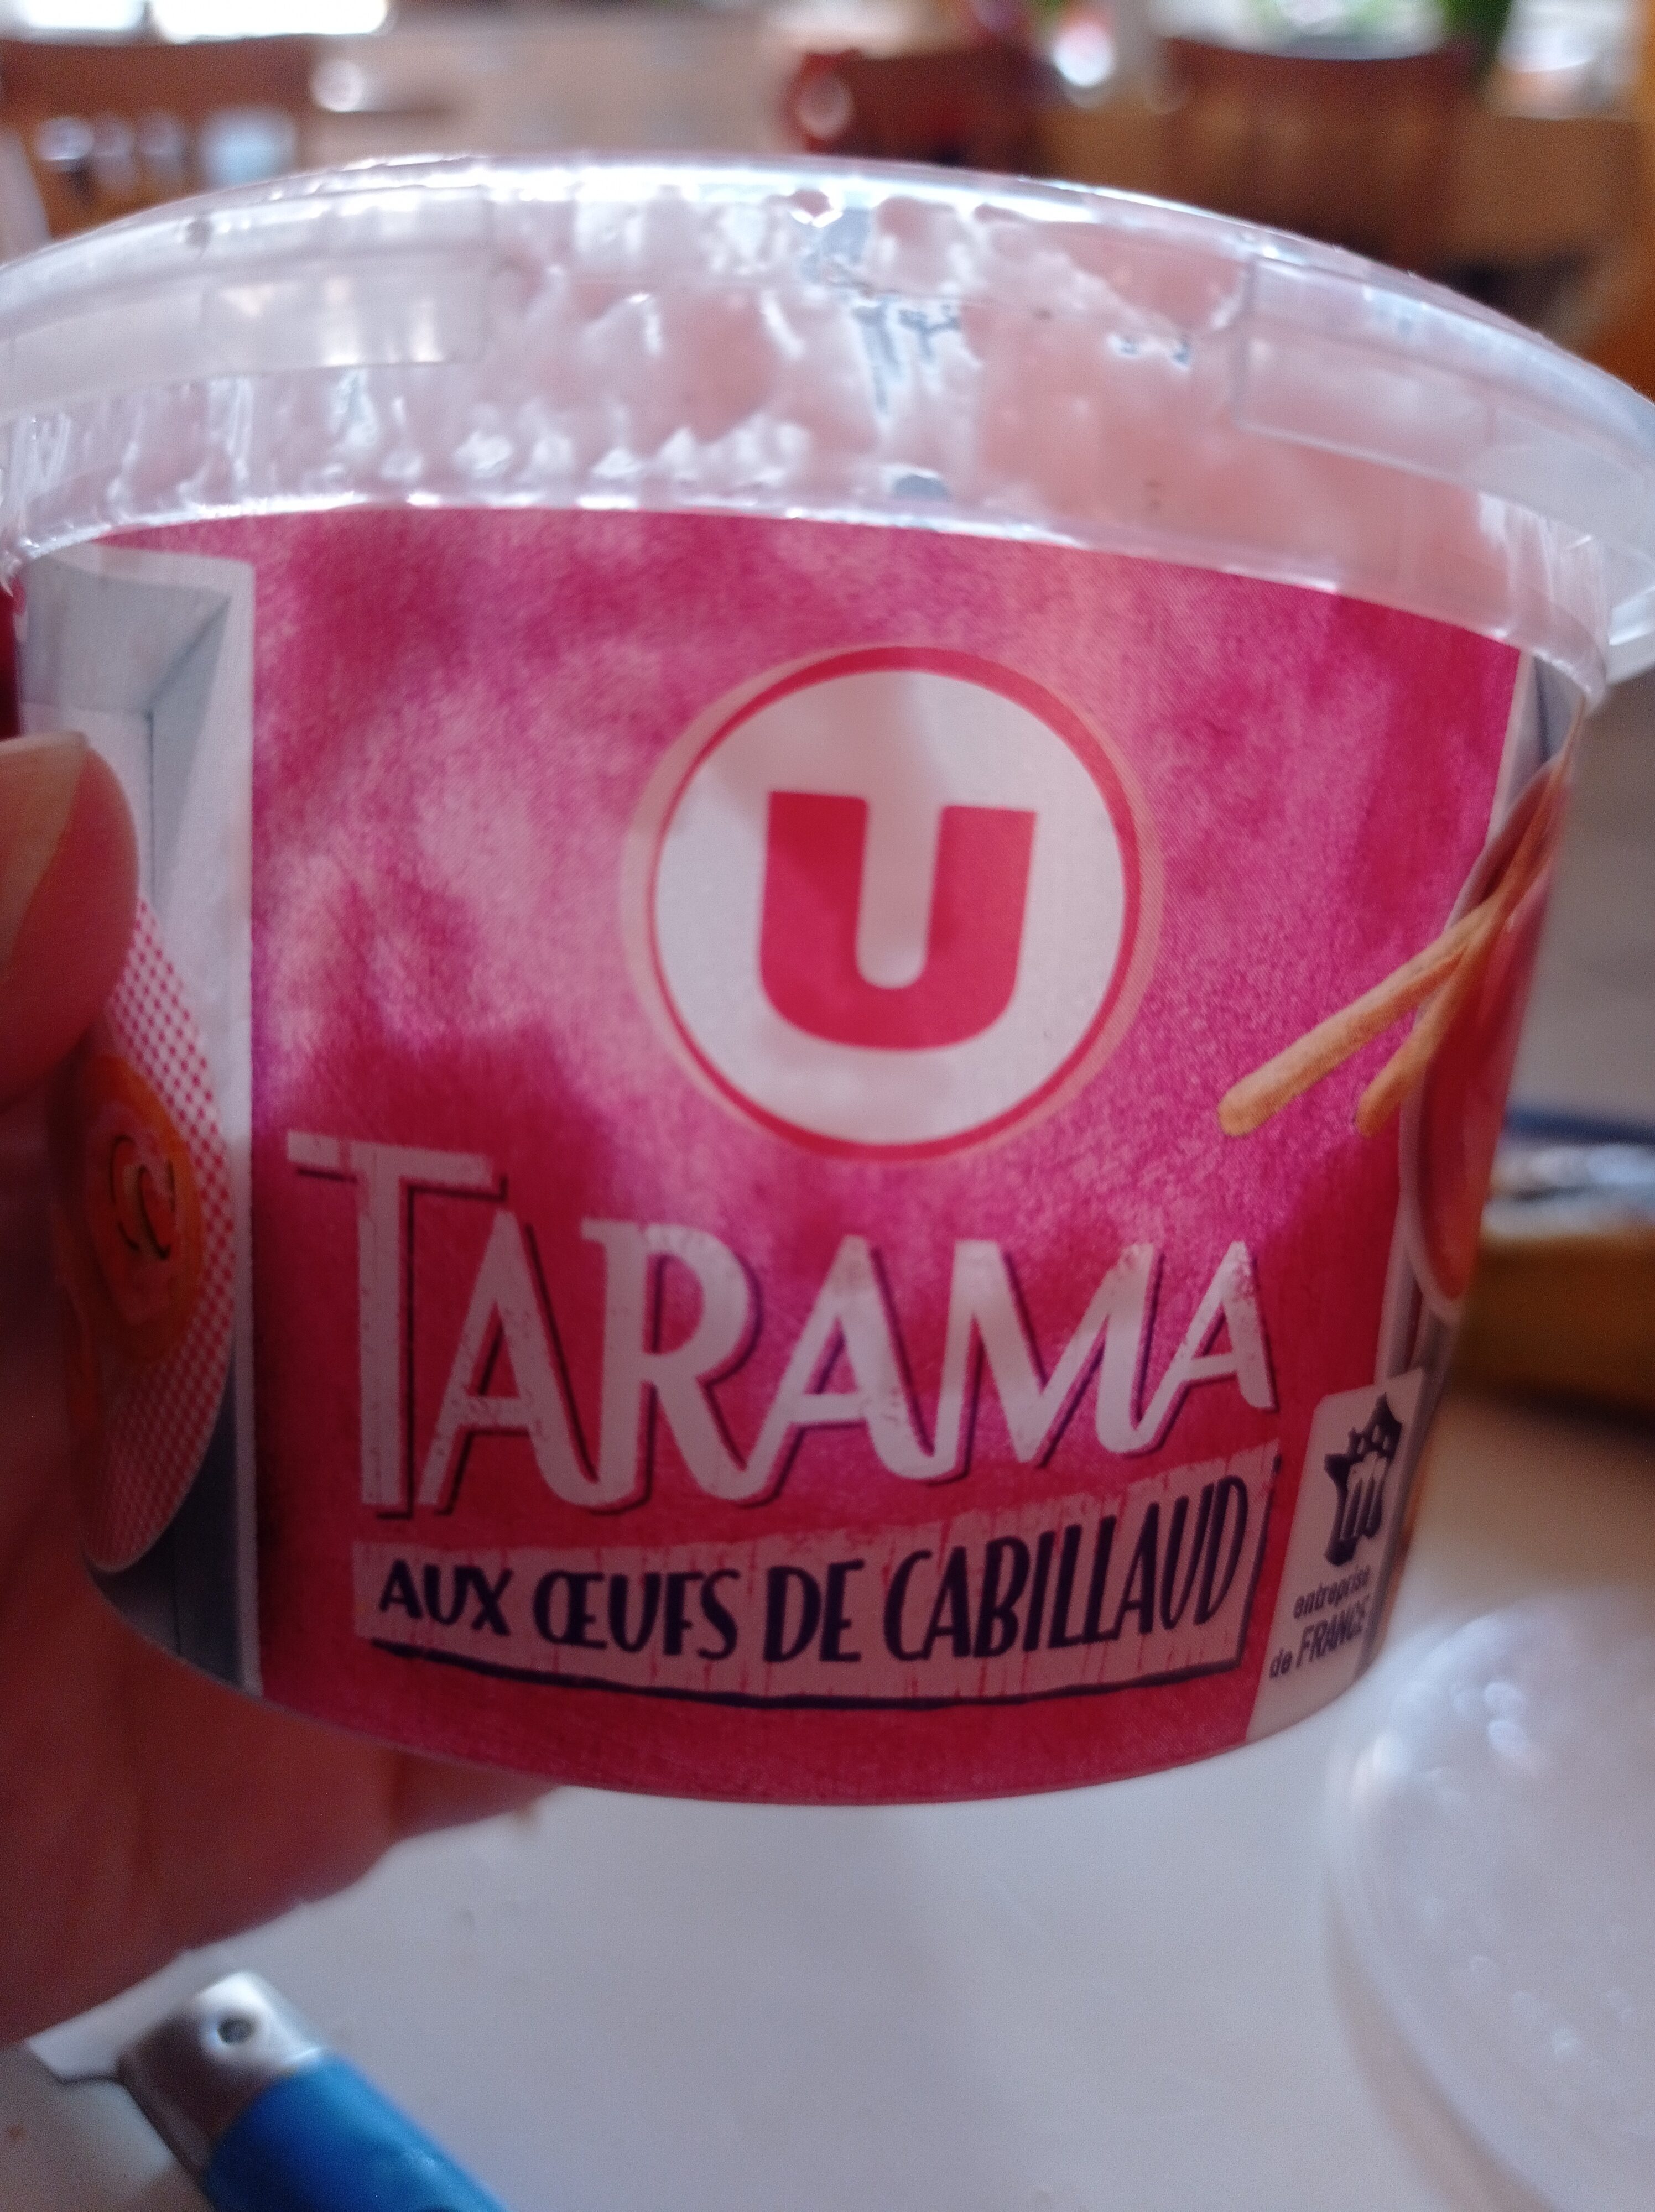 U
TARAMA
AUX ŒUFS DE CABILLAUD
entreprise
de FRANCE